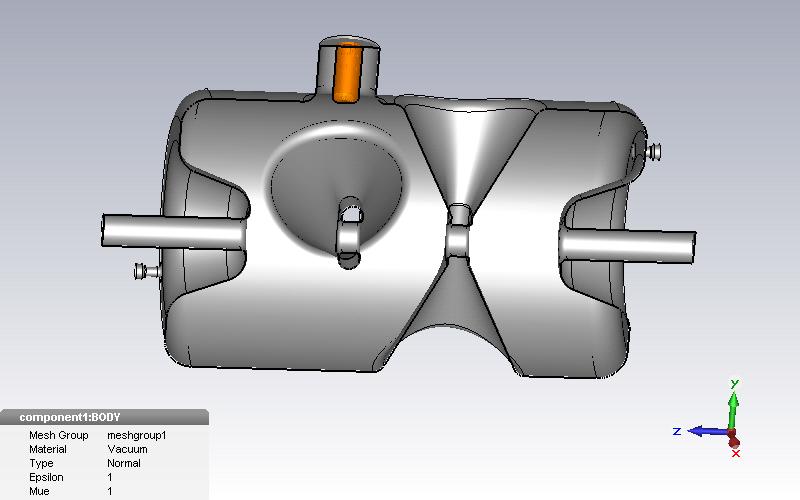 component1:BODY
Mesh Group meshgroup1
Material Vacuum
Type Normal
Epsilon 1
Mue 1
y
z
x